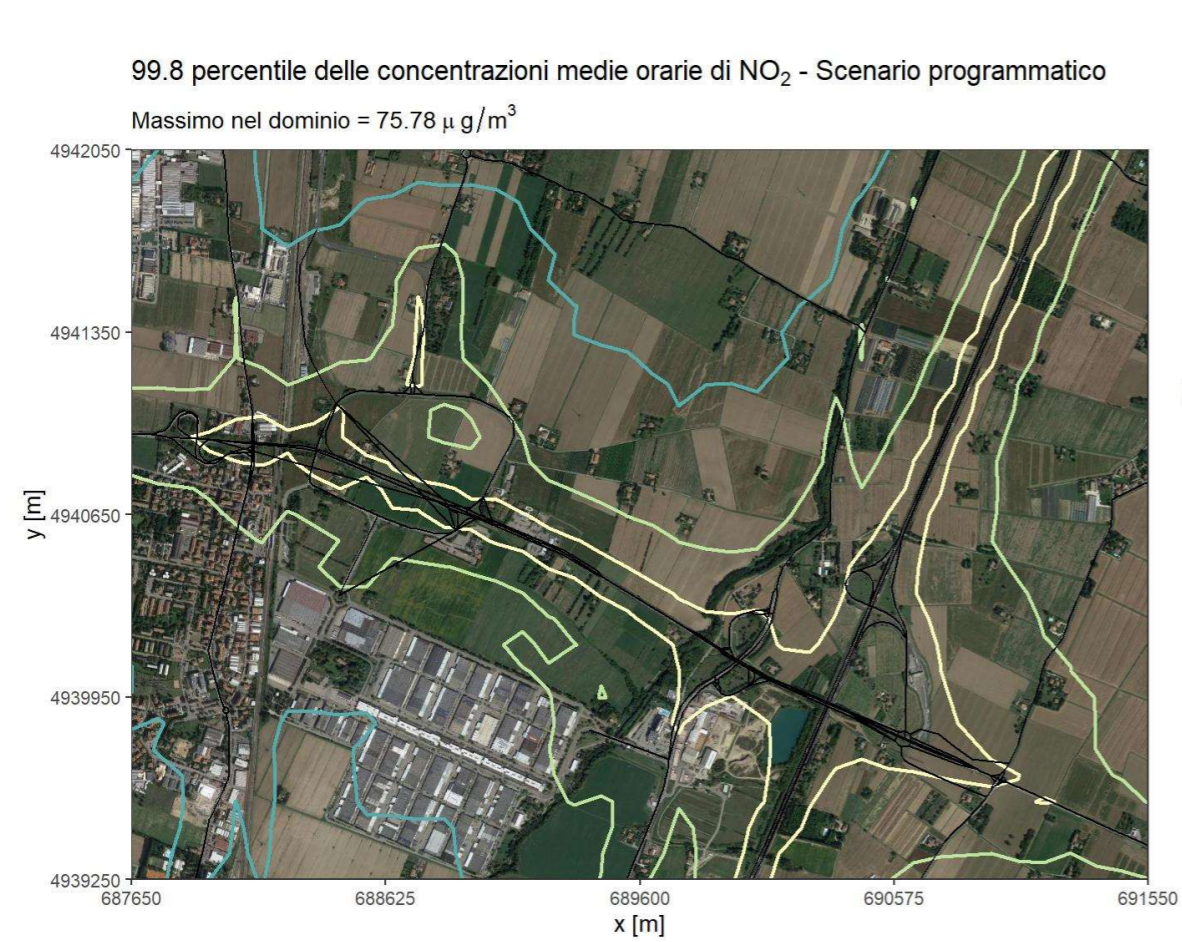 99.8 percentile delle concentrazioni medie orarie di NO₂ - Scenario programmatico
Massimo nel dominio = 75.78 μ g/m³
4942050
4941350
4940650
4939950
4939250
y [m]
687650 688625 689600 690575 691550
x [m]